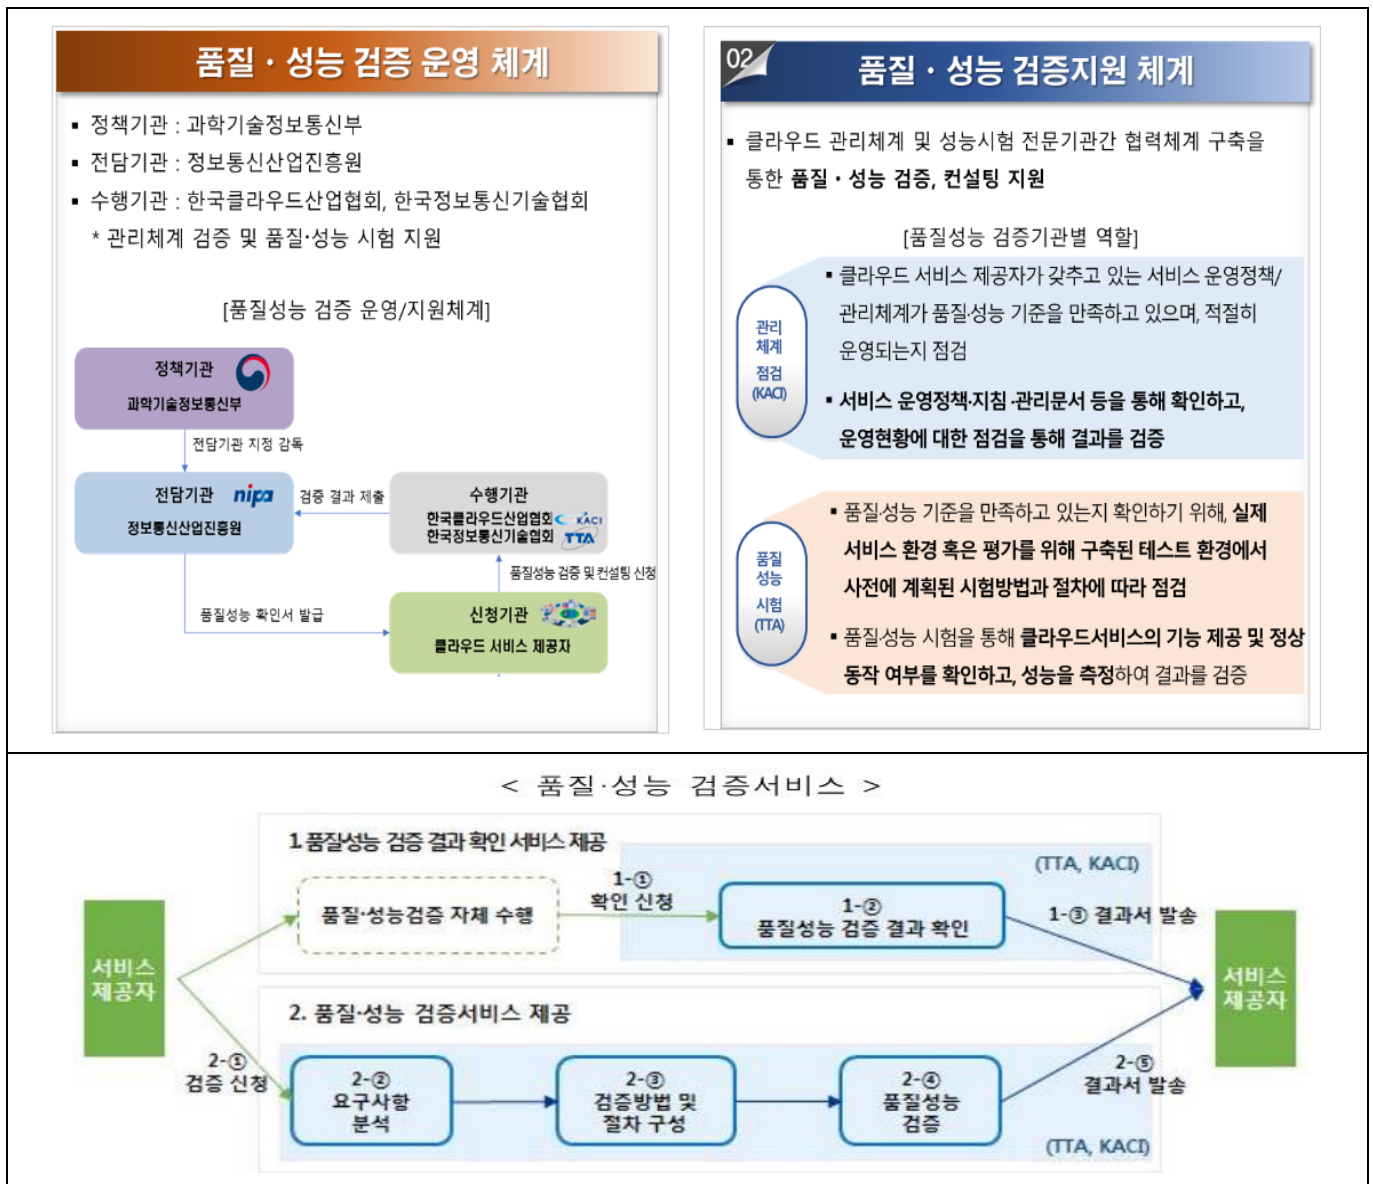 품질 · 성능 검증 운영 체계
▪ 정책기관 : 과학기술정보통신부
▪ 전담기관 : 정보통신산업진흥원
▪ 수행기관 : 한국클라우드산업협회, 한국정보통신기술협회
* 관리체계 검증 및 품질·성능 시험 지원
[품질성능 검증 운영/지원체계]
정책기관
과학기술정보통신부
전담기관 지정 감독
전담기관 nipa
정보통신산업진흥원
검증 결과 제출
수행기관
한국클라우드산업협회 KACI
한국정보통신기술협회 TTA
품질성능 검증 및 컨설팅 신청
품질성능 확인서 발급
신청기관
클라우드 서비스 제공자
02
품질 · 성능 검증지원 체계
▪ 클라우드 관리체계 및 성능시험 전문기관간 협력체계 구축을
통한 품질 · 성능 검증, 컨설팅 지원
[품질성능 검증기관별 역할]
관리
체계
점검
(KACI)
▪ 클라우드 서비스 제공자가 갖추고 있는 서비스 운영정책/
관리체계가 품질·성능 기준을 만족하고 있으며, 적절히
운영되는지 점검
▪ 서비스 운영정책·지침·관리문서 등을 통해 확인하고,
운영현황에 대한 점검을 통해 결과를 검증
품질
성능
시험
(TTA)
▪ 품질·성능 기준을 만족하고 있는지 확인하기 위해, 실제
서비스 환경 혹은 평가를 위해 구축된 테스트 환경에서
사전에 계획된 시험방법과 절차에 따라 점검
▪ 품질·성능 시험을 통해 클라우드서비스의 기능 제공 및 정상
동작 여부를 확인하고, 성능을 측정하여 결과를 검증
< 품질·성능 검증서비스 >
1. 품질·성능 검증 결과 확인 서비스 제공
(TTA, KACI)
서비스
제공자
품질·성능검증 자체 수행
1-①
확인 신청
1-②
품질성능 검증 결과 확인
1-③ 결과서 발송
서비스
제공자
2. 품질·성능 검증서비스 제공
2-①
검증 신청
2-②
요구사항
분석
2-③
검증방법 및
절차 구성
2-④
품질성능
검증
2-⑤
결과서 발송
(TTA, KACI)